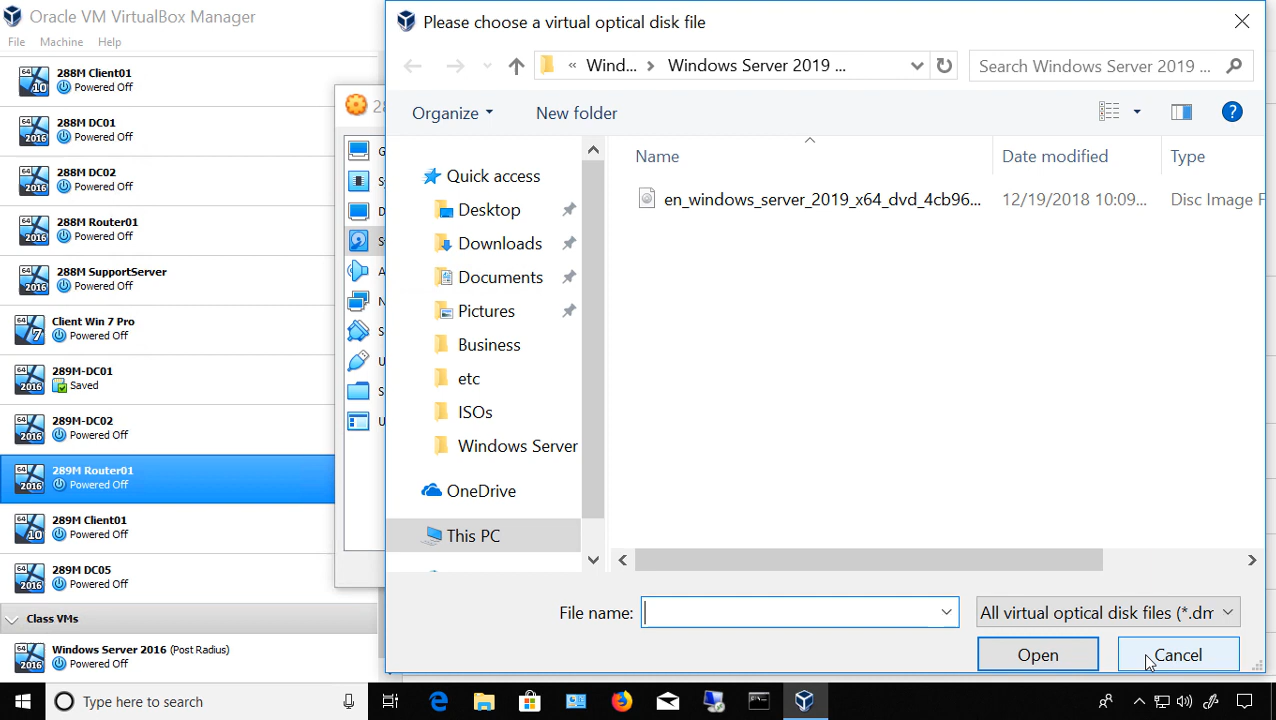 Oracle VM VirtualBox Manager
File Machine Help
288M Client01
Powered Off
288M DC01
Powered Off
288M DC02
Powered Off
288M Router01
Powered Off
288M SupportServer
Powered Off
Client Win 7 Pro
Powered Off
289M-DC01
Saved
289M-DC02
Powered Off
289M Router01
Powered Off
289M Client01
Powered Off
289M DC05
Powered Off
Class VMs
Windows Server 2016 (Post Radius)
Powered Off
Please choose a virtual optical disk file
« Wind... Windows Server 2019 ...
Search Windows Server 2019 ...
Organize New folder
Quick access
Desktop
Downloads
Documents
Pictures
Business
etc
ISOs
Windows Server
OneDrive
This PC
Name Date modified Type
en_windows_server_2019_x64_dvd_4cb96... 12/19/2018 10:09... Disc Image F
File name:
All virtual optical disk files (*.dm
Open Cancel
Type here to search